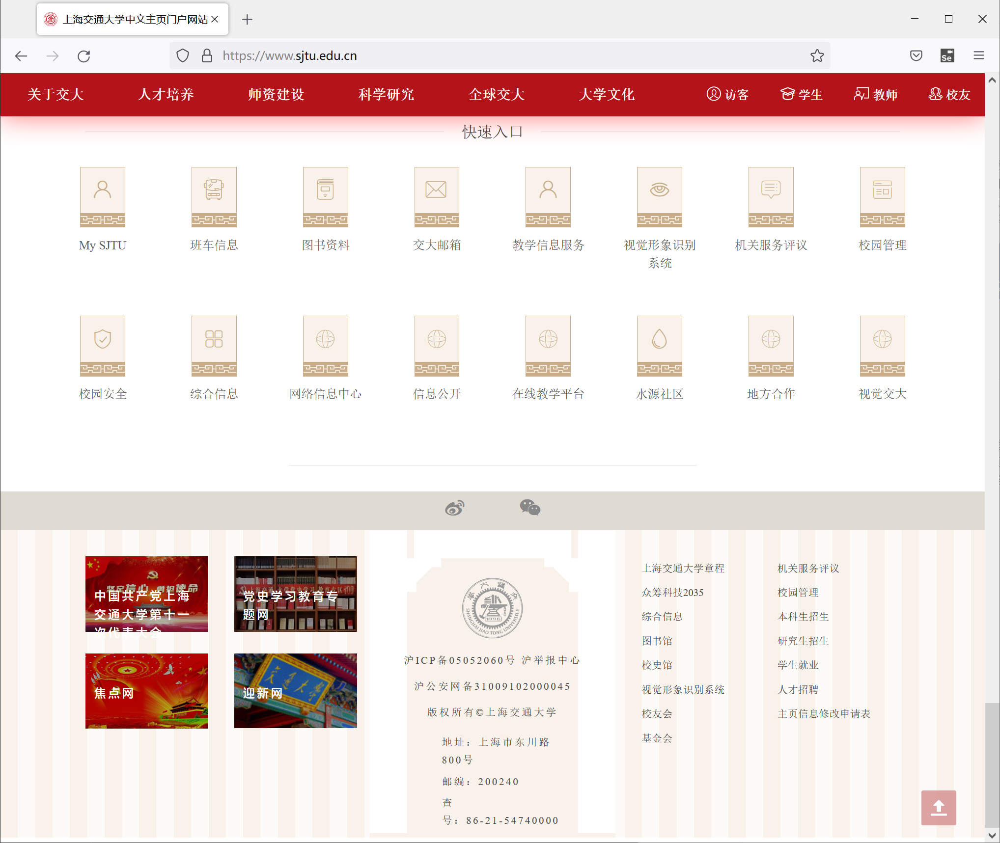 上海交通大学中文主页门户网站
https://www.sjtu.edu.cn
Se
关于交大 人才培养 师资建设 科学研究 全球交大 大学文化 访客 学生 教师 校友
快速入口
My SJTU 班车信息 图书资料 交大邮箱 教学信息服务 视觉形象识别 机关服务评议 校园管理
系统
校园安全 综合信息 网络信息中心 信息公开 在线教学平台 水源社区 地方合作 视觉交大
坚定信心 勇担使命
中国共产党上海
交通大学第十一
次代表大会
党史学习教育专
题网
焦点网
迎新网
1896
SHANGHAI JIAO TONG UNIVERSITY
沪ICP备05052060号 沪举报中心
沪公安网备31009102000045
版权所有©上海交通大学
地址：上海市东川路
800号
邮编：200240
查
号：86-21-54740000
上海交通大学章程
众筹科技2035
综合信息
图书馆
校史馆
视觉形象识别系统
校友会
基金会
机关服务评议
校园管理
本科生招生
研究生招生
学生就业
人才招聘
主页信息修改申请表